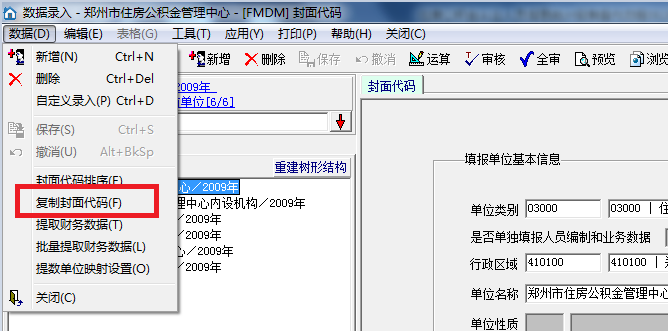 数据录入 - 郑州市住房公积金管理中心 - [FMDM] 封面代码
数据(D) 编辑(E) 表格(G) 工具(T) 应用(V) 打印(P) 帮助(H) 关闭(C)
新增 删除 保存 撤消 运算 审核 全审 预览 浏览
新增(N) Ctrl+N
删除 Ctrl+Del
自定义录入(P) Ctrl+D
保存(S) Ctrl+S
撤消(U) Alt+BkSp
封面代码排序(E)
复制封面代码(F)
提取财务数据(T)
批量提取财务数据(L)
提数单位映射设置(O)
关闭(C)
2009年
单位[6/6]
重建树形结构
心／2009年
理中心内设机构／2009年
／2009年
／2009年
心／2009年
／2009年
封面代码
填报单位基本信息
单位类别 03000 03000 | 住
是否单独填报人员编制和业务数据
行政区域 410100 410100 |
单位名称 郑州市住房公积金管理中心
单位性质